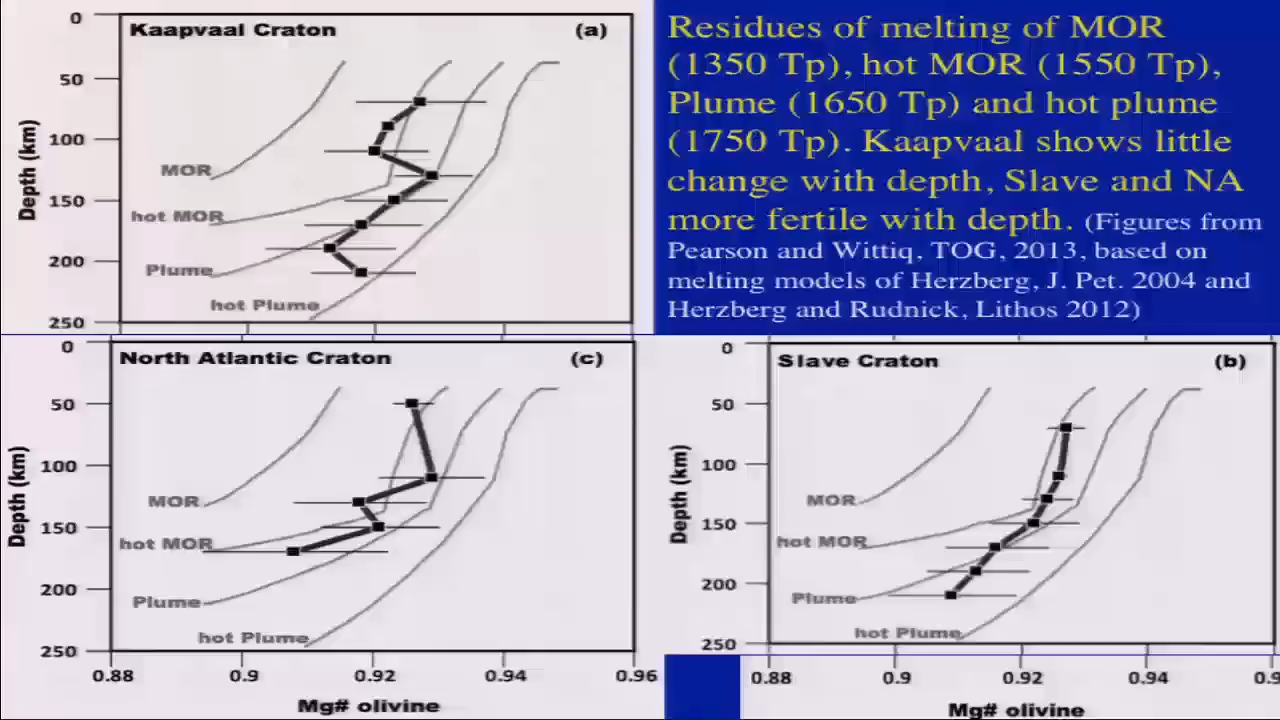 Kaapvaal Craton (a)
0
50
100
150
200
250
Depth (km)
MOR
hot MOR
Plume
hot Plume
Residues of melting of MOR
(1350 Tp), hot MOR (1550 Tp),
Plume (1650 Tp) and hot plume
(1750 Tp). Kaapvaal shows little
change with depth, Slave and NA
more fertile with depth. (Figures from
Pearson and Wittiq, TOG, 2013, based on
melting models of Herzberg, J. Pet. 2004 and
Herzberg and Rudnick, Lithos 2012)
North Atlantic Craton (c)
0
50
100
150
200
250
Depth (km)
MOR
hot MOR
Plume
hot Plume
0.88 0.9 0.92 0.94 0.96
Mg# olivine
Slave Craton (b)
0
50
100
150
200
250
Depth (km)
MOR
hot MOR
Plume
hot Plume
0.88 0.9 0.92 0.94 0.9
Mg# olivine